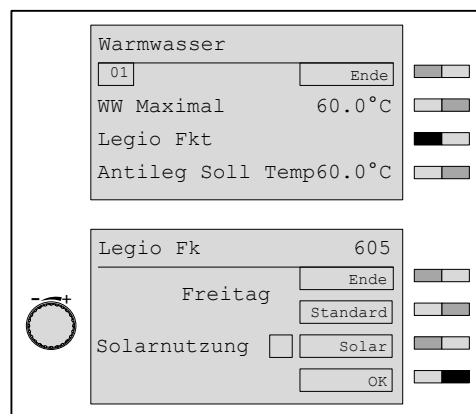 Warmwasser
01 Ende
WW Maximal 60.0°C
Legio Fkt
Antileg Soll Temp60.0°C
Legio Fk 605
Ende
Freitag
Standard
Solarnutzung Solar
OK
- +